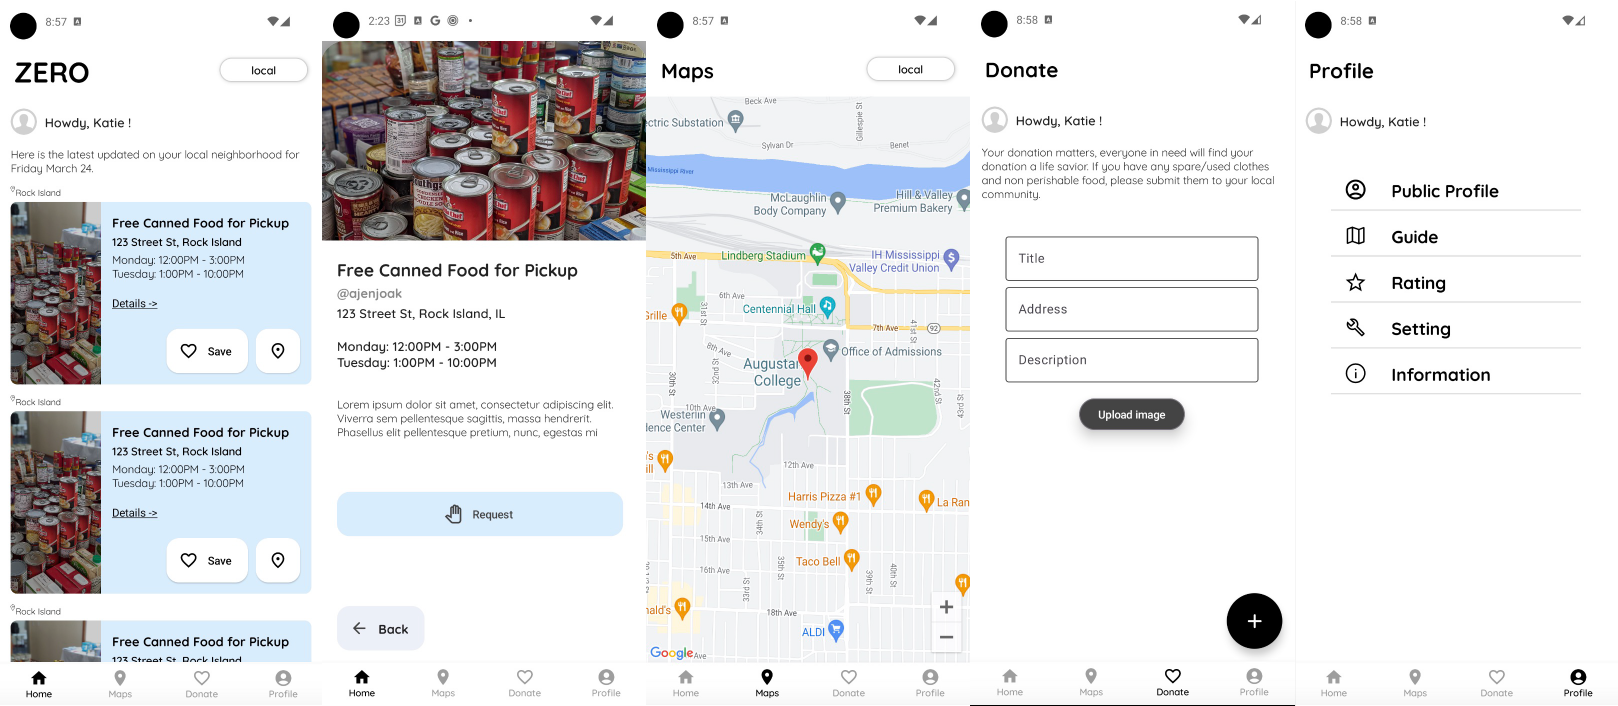 8:57
ZERO
local
Howdy, Katie !
Here is the latest updated on your local neighborhood for
Friday March 24.
Rock Island
Free Canned Food for Pickup
123 Street St, Rock Island
Monday: 12:00PM - 3:00PM
Tuesday: 1:00PM - 10:00PM
Details ->
Save
Rock Island
Free Canned Food for Pickup
123 Street St, Rock Island
Monday: 12:00PM - 3:00PM
Tuesday: 1:00PM - 10:00PM
Details ->
Save
Rock Island
Free Canned Food for Pickup
123 Street St, Rock Island
Home
Maps
Donate
Profile
2:23
31
G
Free Canned Food for Pickup
@ajenjoak
123 Street St, Rock Island, IL
Monday: 12:00PM - 3:00PM
Tuesday: 1:00PM - 10:00PM
Lorem ipsum dolor sit amet, consectetur adipiscing elit.
Viverra sem pellentesque sagittis, massa hendrerit.
Phasellus elit pellentesque pretium, nunc, egestas mi
Request
Back
Home
Maps
Donate
Profile
8:57
Maps
local
Beck Ave
Gillespie St
ectric Substation
Sylvan Dr
Benet
Mississippi River
McLaughlin
Body Company
Hill & Valley
Premium Bakery
5th Ave
Lindberg Stadium
IH Mississippi
Valley Credit Union
6th Ave
31st St
Centennial Hall
Grille
7th Ave
92
41st St
8th Ave
Office of Admissions
Augustana
College
30th St
32nd St
38th St
42nd St
43rd St
10th Ave
Westerlin
dence Center
's
ill
12th Ave
13th Ave
Harris Pizza #1
La Ran
14th Ave
34th St
Wendy's
15th Ave
Taco Bell
16th Ave
33rd St
35th St
39th St
40th St
nald's
18th Ave
ALDI
Google
Ave
+
−
Home
Maps
Donate
Profile
8:58
Donate
Howdy, Katie !
Your donation matters, everyone in need will find your
donation a life savior. If you have any spare/used clothes
and non perishable food, please submit them to your local
community.
Title
Address
Description
Upload image
+
Home
Maps
Donate
Profile
8:58
Profile
Howdy, Katie !
Public Profile
Guide
Rating
Setting
Information
Home
Maps
Donate
Profile